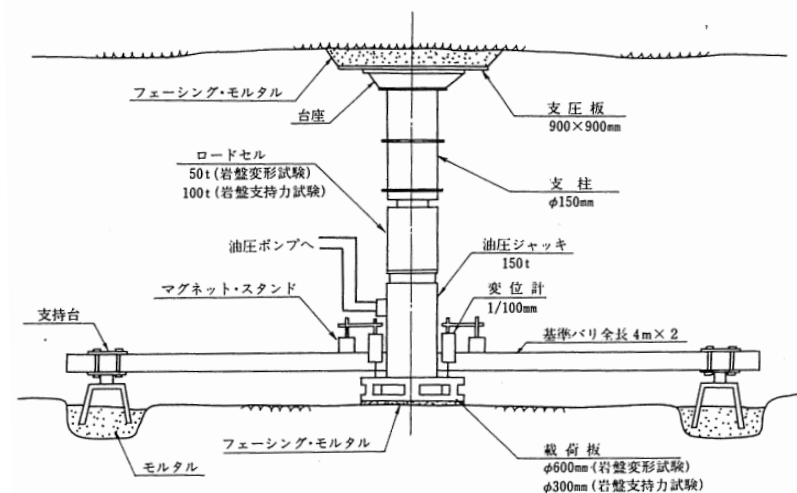 フェーシング・モルタル
台座
支圧板
900×900mm
ロードセル
50t(岩盤変形試験)
100t(岩盤支持力試験)
支柱
φ150mm
油圧ポンプへ
油圧ジャッキ
150t
マグネット・スタンド
変位計
1/100mm
支持台
基準バリ全長4m×2
フェーシング・モルタル
モルタル
載荷板
φ600mm(岩盤変形試験)
φ300mm(岩盤支持力試験)